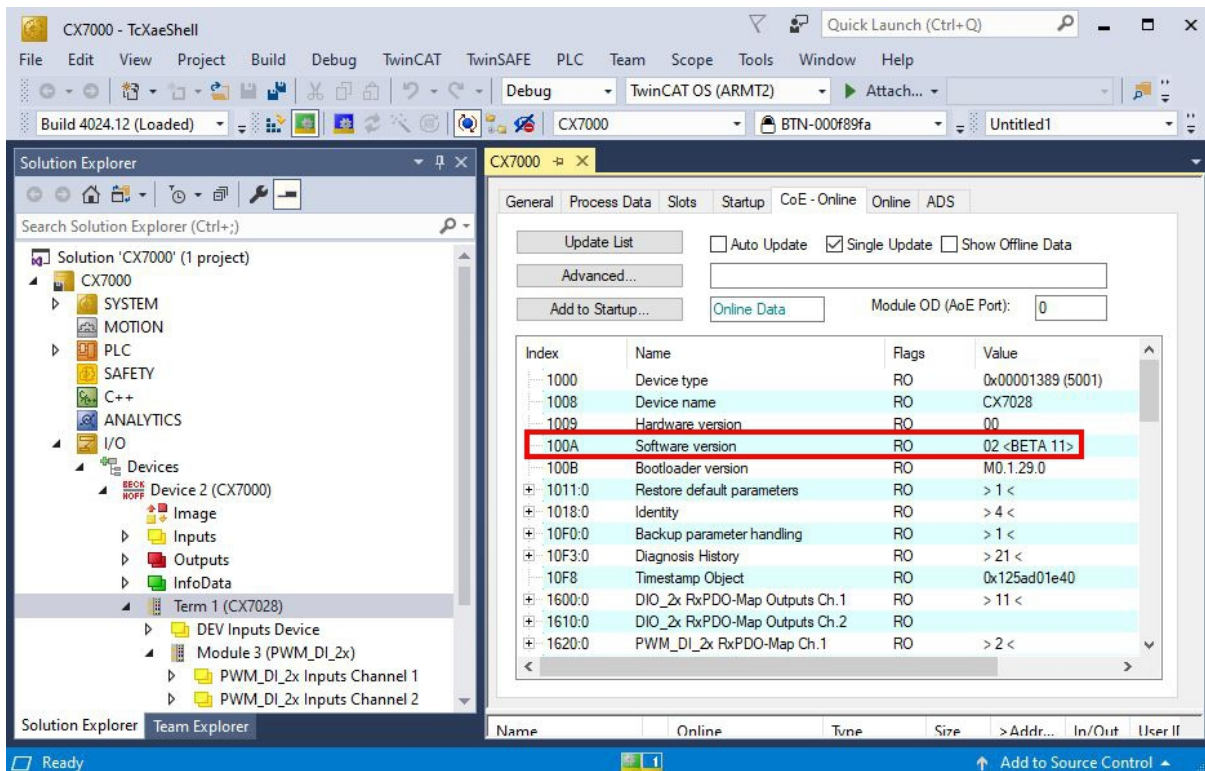 CX7000 - TcXaeShell
Quick Launch (Ctrl+Q)
File Edit View Project Build Debug TwinCAT TwinSAFE PLC Team Scope Tools Window Help
Debug TwinCAT OS (ARMT2) Attach...
Build 4024.12 (Loaded) CX7000 BTN-000f89fa Untitled1
Solution Explorer
Search Solution Explorer (Ctrl+;)
Solution 'CX7000' (1 project)
CX7000
SYSTEM
MOTION
PLC
SAFETY
C++
ANALYTICS
I/O
Devices
BECKHOFF Device 2 (CX7000)
Image
Inputs
Outputs
InfoData
Term 1 (CX7028)
DEV Inputs Device
Module 3 (PWM_DI_2x)
PWM_DI_2x Inputs Channel 1
PWM_DI_2x Inputs Channel 2
Solution Explorer Team Explorer
CX7000
General Process Data Slots Startup CoE - Online Online ADS
Update List Auto Update Single Update Show Offline Data
Advanced...
Add to Startup... Online Data Module OD (AoE Port): 0
Index Name Flags Value
1000 Device type RO 0x00001389 (5001)
1008 Device name RO CX7028
1009 Hardware version RO 00
100A Software version RO 02 <BETA 11>
100B Bootloader version RO M0.1.29.0
1011:0 Restore default parameters RO > 1 <
1018:0 Identity RO > 4 <
10F0:0 Backup parameter handling RO > 1 <
10F3:0 Diagnosis History RO > 21 <
10F8 Timestamp Object RO 0x125ad01e40
1600:0 DIO_2x RxPDO-Map Outputs Ch.1 RO > 11 <
1610:0 DIO_2x RxPDO-Map Outputs Ch.2 RO
1620:0 PWM_DI_2x RxPDO-Map Ch.1 RO > 2 <
Name Online Type Size >Addr... In/Out User II
Ready 1 Add to Source Control